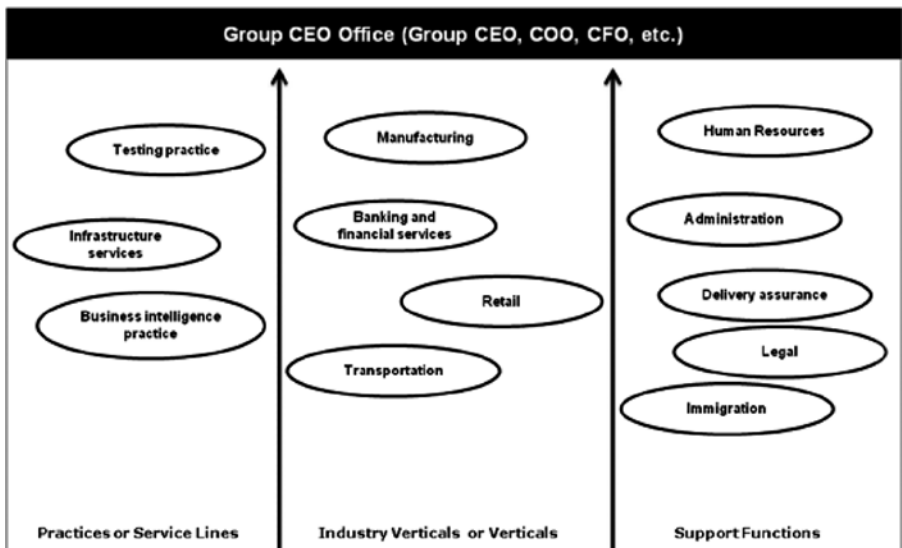 Group CEO Office (Group CEO, COO, CFO, etc.)
Testing practice
Infrastructure
services
Business intelligence
practice
Practices or Service Lines
Manufacturing
Banking and
financial services
Retail
Transportation
Industry Verticals or Verticals
Human Resources
Administration
Delivery assurance
Legal
Immigration
Support Functions